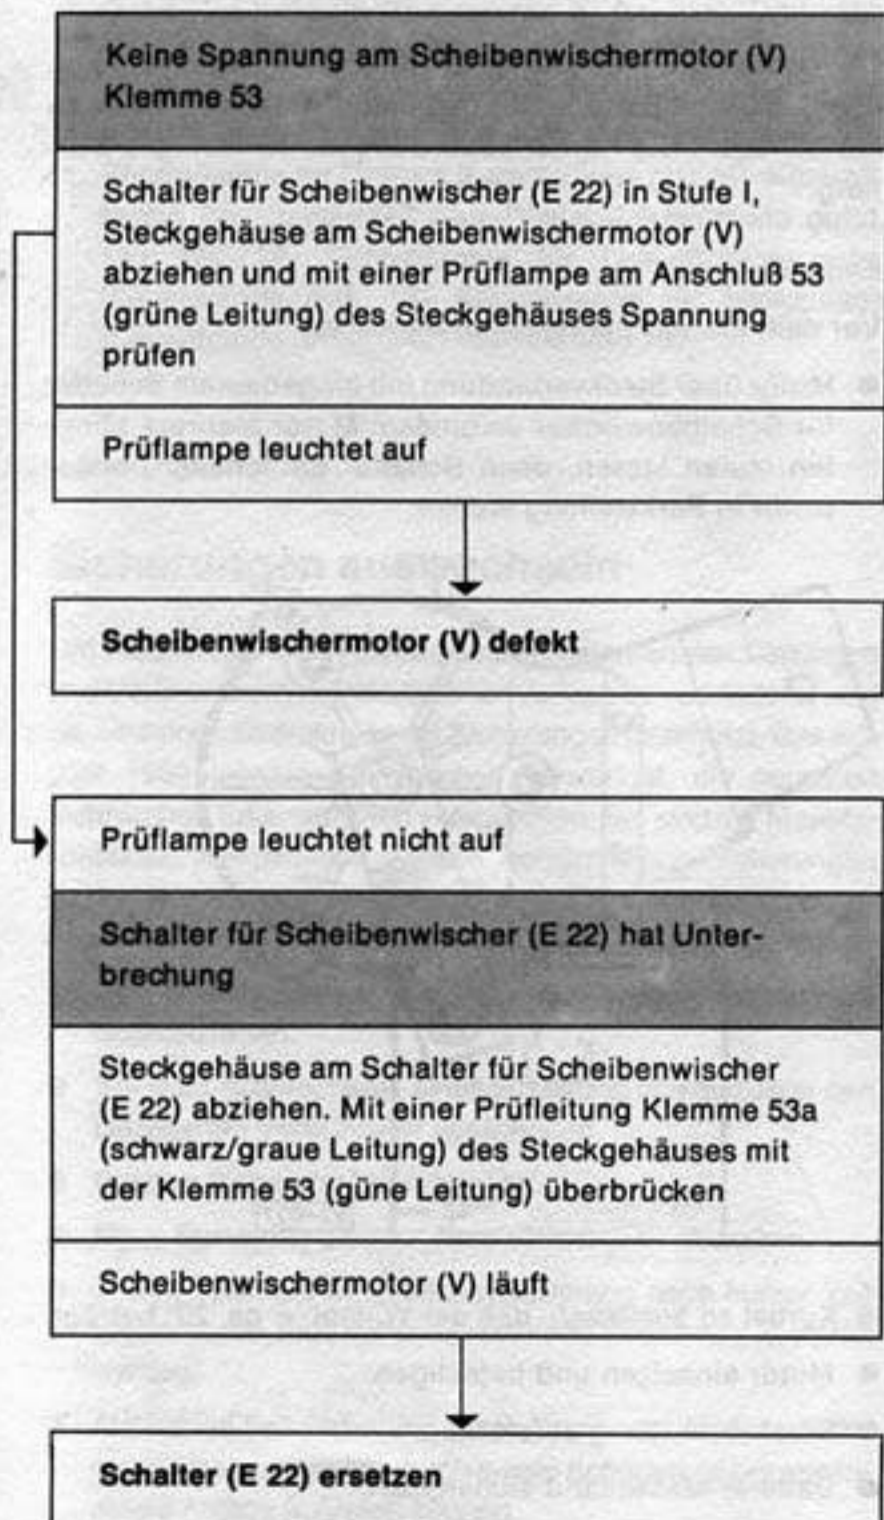 Keine Spannung am Scheibenwischermotor (V)
Klemme 53
Schalter für Scheibenwischer (E 22) in Stufe I,
Steckgehäuse am Scheibenwischermotor (V)
abziehen und mit einer Prüflampe am Anschluß 53
(grüne Leitung) des Steckgehäuses Spannung
prüfen
Prüflampe leuchtet auf
Scheibenwischermotor (V) defekt
Prüflampe leuchtet nicht auf
Schalter für Scheibenwischer (E 22) hat Unter-
brechung
Steckgehäuse am Schalter für Scheibenwischer
(E 22) abziehen. Mit einer Prüfleitung Klemme 53a
(schwarz/graue Leitung) des Steckgehäuses mit
der Klemme 53 (güne Leitung) überbrücken
Scheibenwischermotor (V) läuft
Schalter (E 22) ersetzen